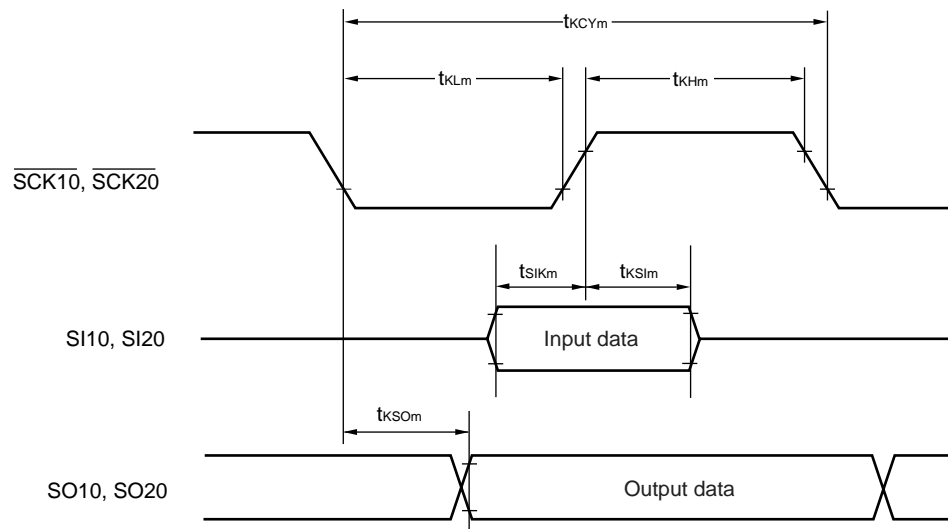 tKCYm
tKLm
tKHm
SCK10, SCK20
tSIKm
tKSIm
SI10, SI20
Input data
tKSOm
SO10, SO20
Output data